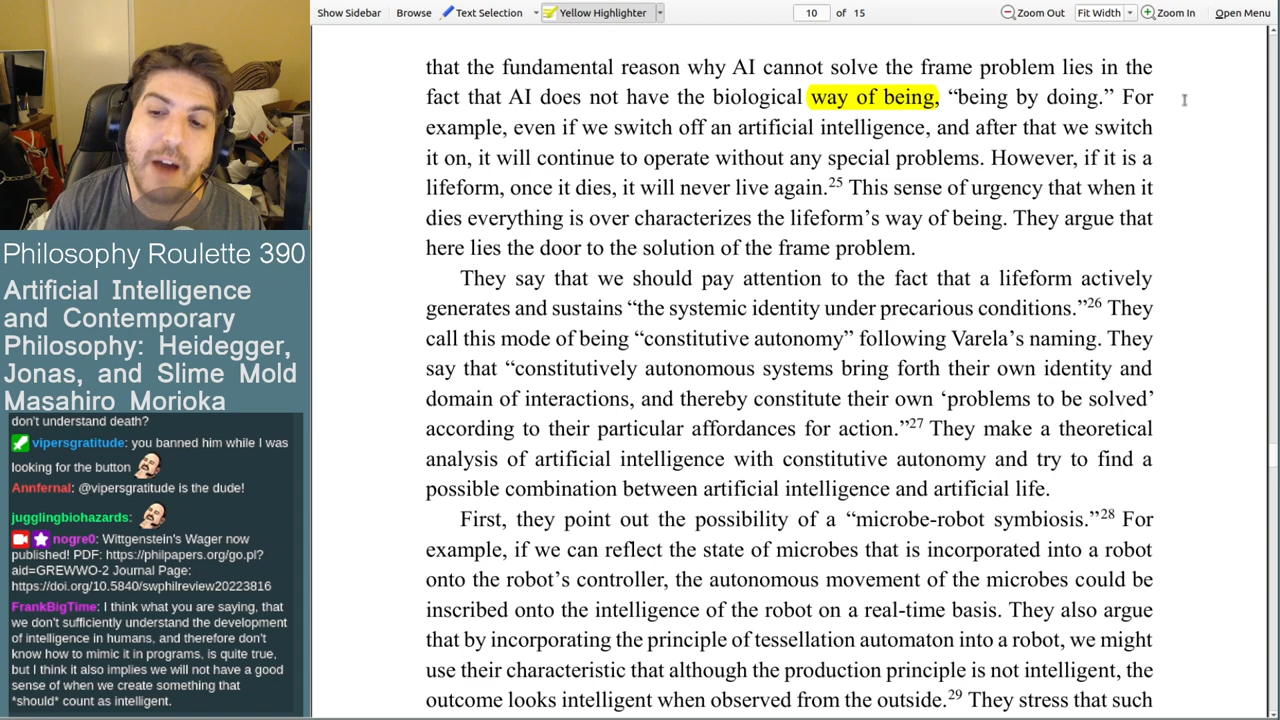 Show Sidebar Browse Text Selection Yellow Highlighter 10 of 15 Zoom Out Fit Width Zoom In Open Menu
that the fundamental reason why AI cannot solve the frame problem lies in the
fact that AI does not have the biological way of being, “being by doing.” For
example, even if we switch off an artificial intelligence, and after that we switch
it on, it will continue to operate without any special problems. However, if it is a
lifeform, once it dies, it will never live again.25 This sense of urgency that when it
dies everything is over characterizes the lifeform’s way of being. They argue that
here lies the door to the solution of the frame problem.
They say that we should pay attention to the fact that a lifeform actively
generates and sustains “the systemic identity under precarious conditions.”26 They
call this mode of being “constitutive autonomy” following Varela’s naming. They
say that “constitutively autonomous systems bring forth their own identity and
domain of interactions, and thereby constitute their own ‘problems to be solved’
according to their particular affordances for action.”27 They make a theoretical
analysis of artificial intelligence with constitutive autonomy and try to find a
possible combination between artificial intelligence and artificial life.
First, they point out the possibility of a “microbe-robot symbiosis.”28 For
example, if we can reflect the state of microbes that is incorporated into a robot
onto the robot’s controller, the autonomous movement of the microbes could be
inscribed onto the intelligence of the robot on a real-time basis. They also argue
that by incorporating the principle of tessellation automaton into a robot, we might
use their characteristic that although the production principle is not intelligent, the
outcome looks intelligent when observed from the outside.29 They stress that such
Philosophy Roulette 390
Artificial Intelligence
and Contemporary
Philosophy: Heidegger,
Jonas, and Slime Mold
Masahiro Morioka
don't understand death?
vipersgratitude: you banned him while I was
looking for the button
Annfernal: @vipersgratitude is the dude!
jugglingbiohazards:
nogre0: Wittgenstein's Wager now
published! PDF: https://philpapers.org/go.pl?
aid=GREWWO-2 Journal Page:
https://doi.org/10.5840/swphilreview20223816
FrankBigTime: I think what you are saying, that
we don't sufficiently understand the development
of intelligence in humans, and therefore don't
know how to mimic it in programs, is quite true,
but I think it also implies we will not have a good
sense of when we create something that
*should* count as intelligent.